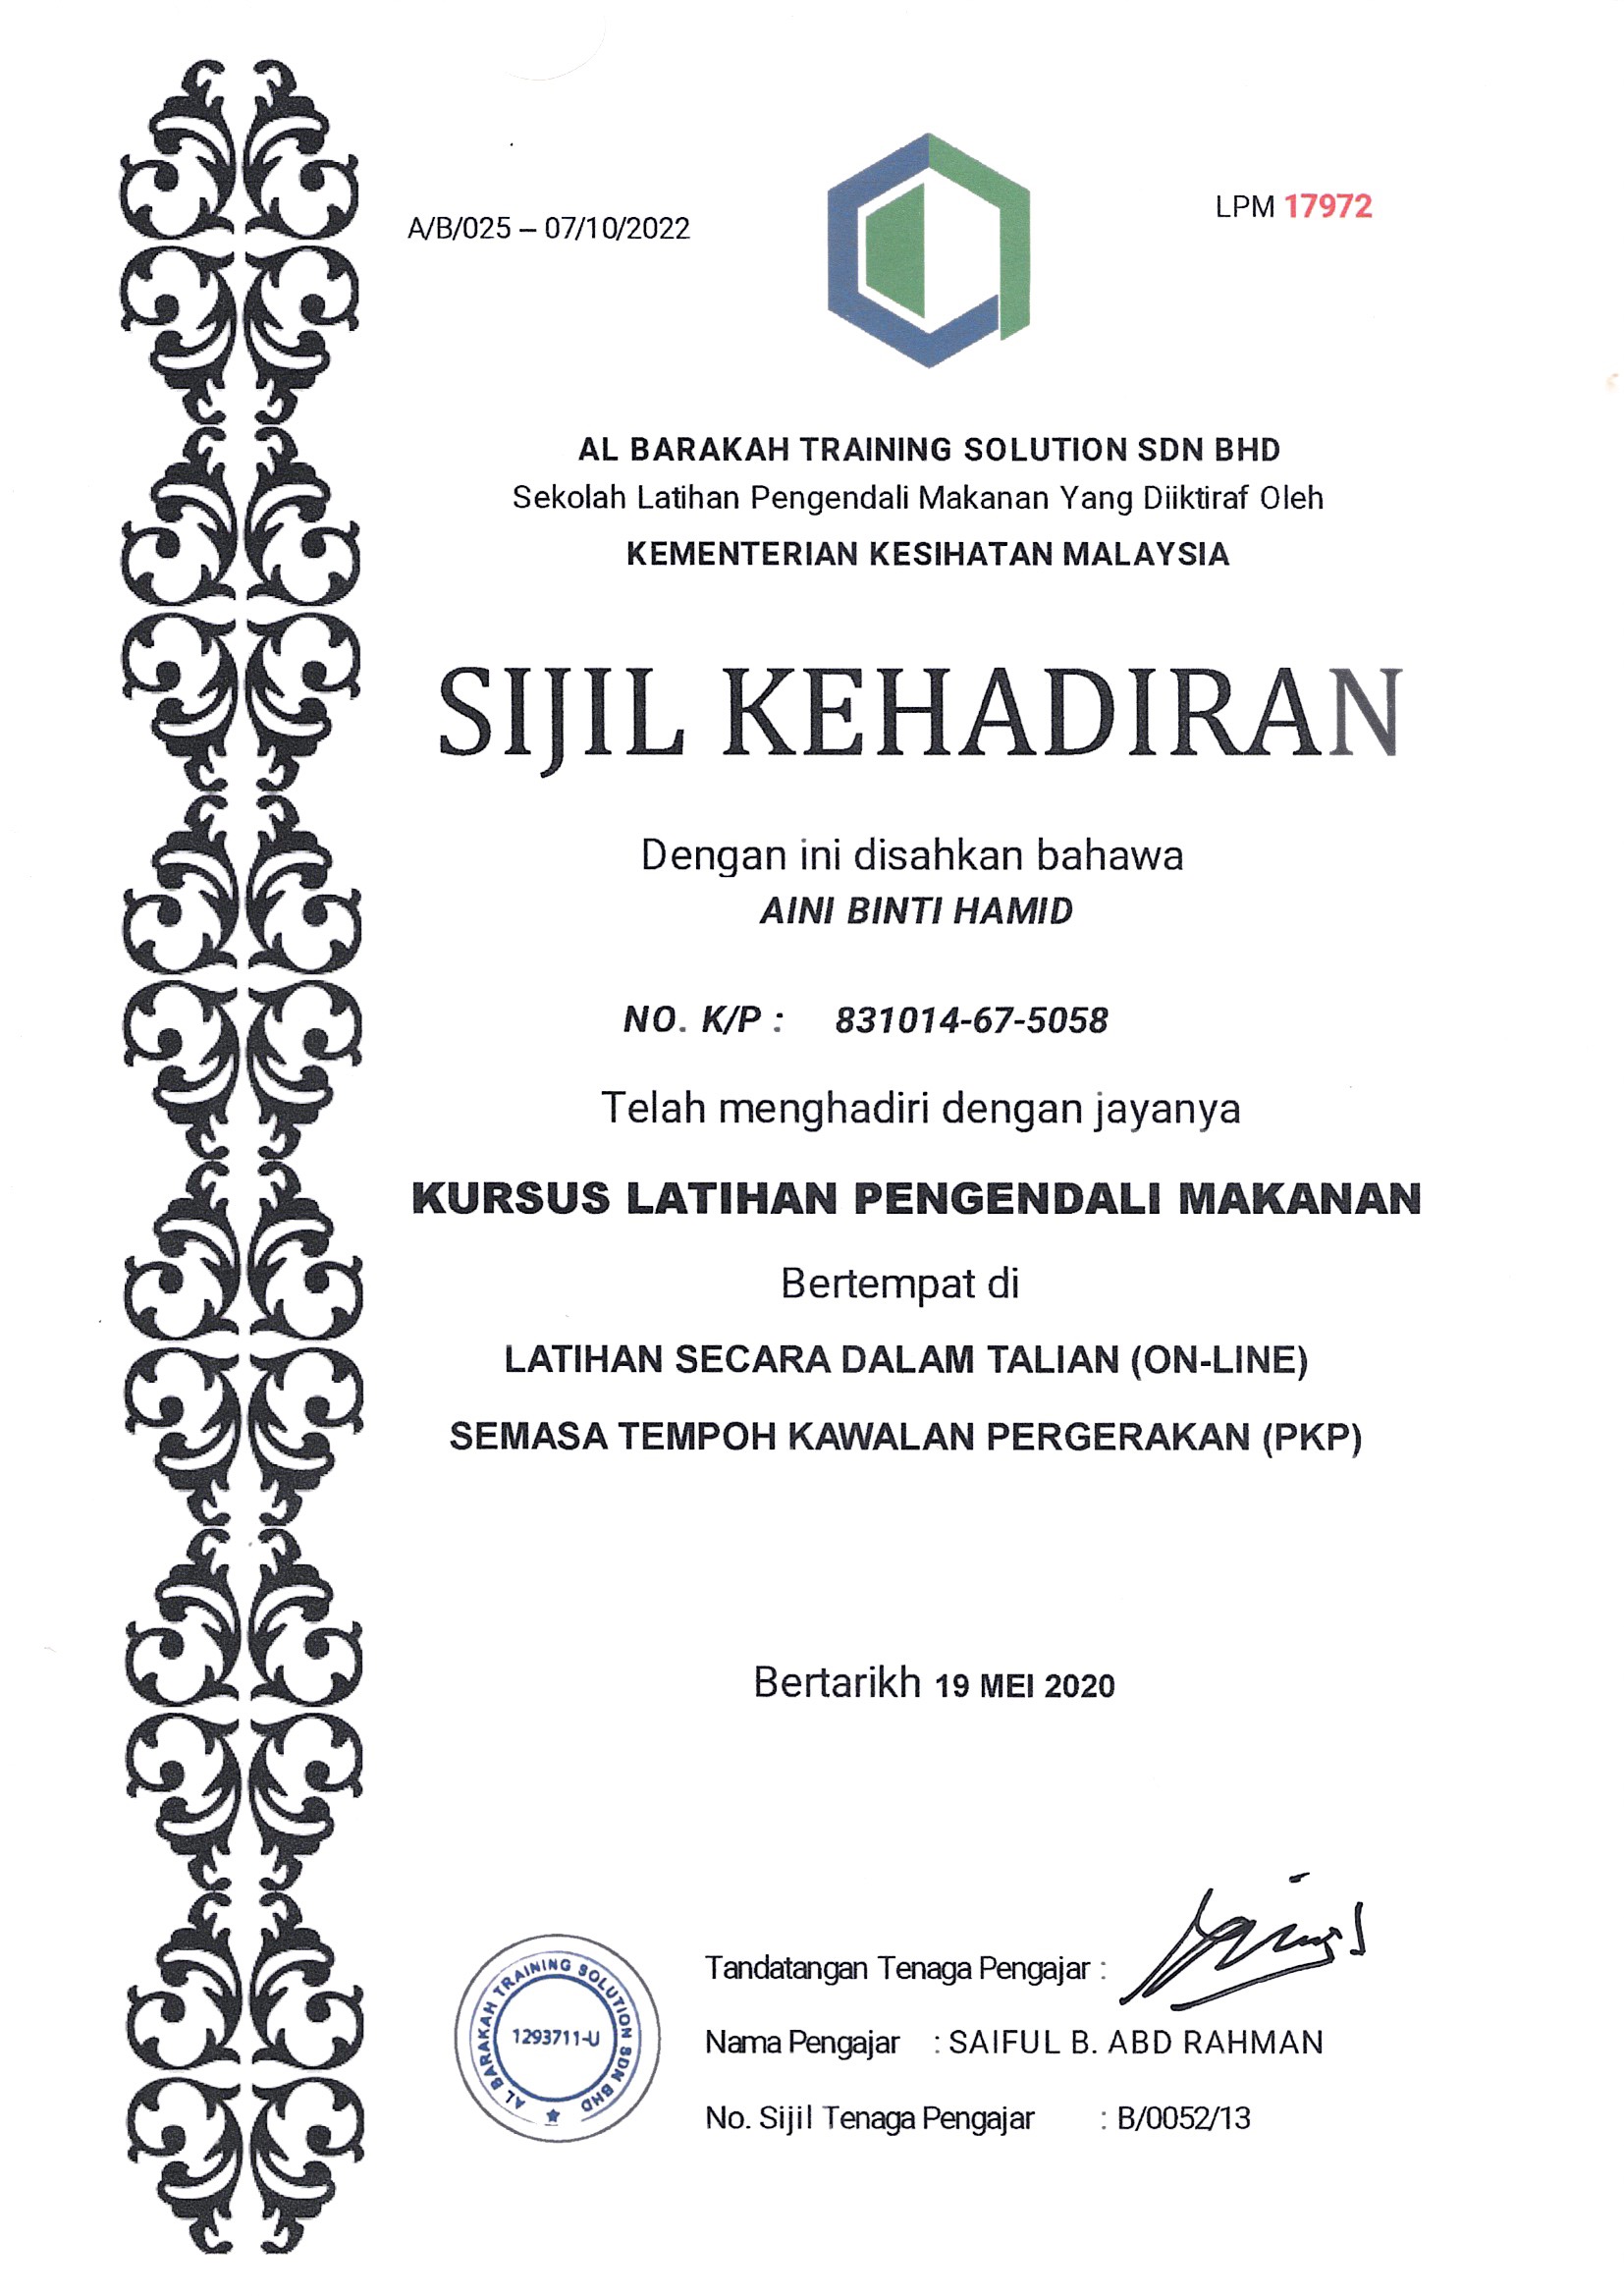 A/B/025 – 07/10/2022
LPM 17972
AL BARAKAH TRAINING SOLUTION SDN BHD
Sekolah Latihan Pengendali Makanan Yang Diiktiraf Oleh
KEMENTERIAN KESIHATAN MALAYSIA
SIJIL KEHADIRAN
Dengan ini disahkan bahawa
AINI BINTI HAMID
NO. K/P : 831014-67-5058
Telah menghadiri dengan jayanya
KURSUS LATIHAN PENGENDALI MAKANAN
Bertempat di
LATIHAN SECARA DALAM TALIAN (ON-LINE)
SEMASA TEMPOH KAWALAN PERGERAKAN (PKP)
Bertarikh 19 MEI 2020
AL BARAKAH TRAINING SOLUTION SDN BHD
1293711-U
Tandatangan Tenaga Pengajar :
Nama Pengajar : SAIFUL B. ABD RAHMAN
No. Sijil Tenaga Pengajar : B/0052/13